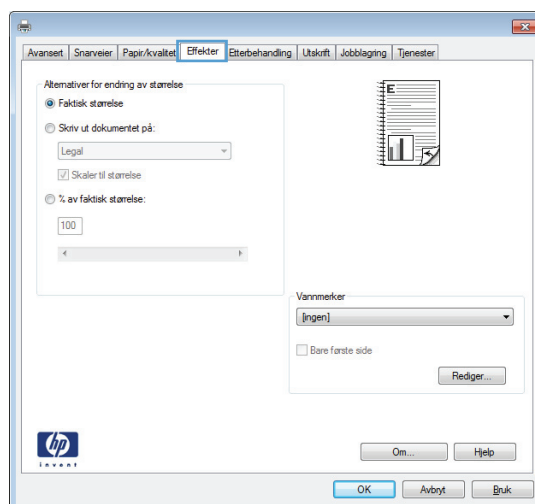 Avansert Snarveier Papir/kvalitet Effekter Etterbehandling Utskrift Jobblagring Tjenester
Alternativer for endring av størrelse
Faktisk størrelse
Skriv ut dokumentet på:
Legal
Skaler til størrelse
% av faktisk størrelse:
100
E
Vannmerker
[ingen]
Bare første side
Rediger...
hp
invent
Om... Hjelp
OK Avbryt Bruk